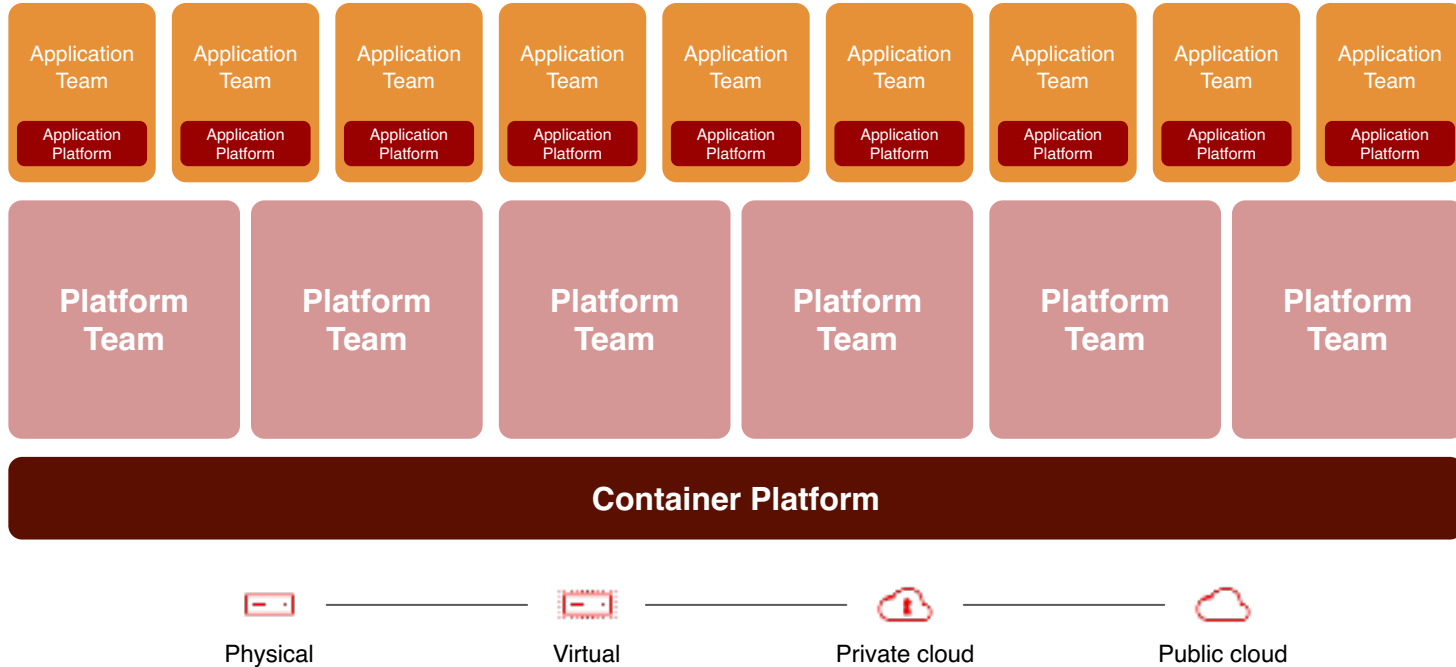 Application Application Application Application Application Application Application Application Application
Team Team Team Team Team Team Team Team Team
Application Application Application Application Application Application Application Application Application
Platform Platform Platform Platform Platform Platform Platform Platform Platform
Platform Platform Platform Platform Platform Platform
Team Team Team Team Team Team
Container Platform
Physical Virtual Private cloud Public cloud